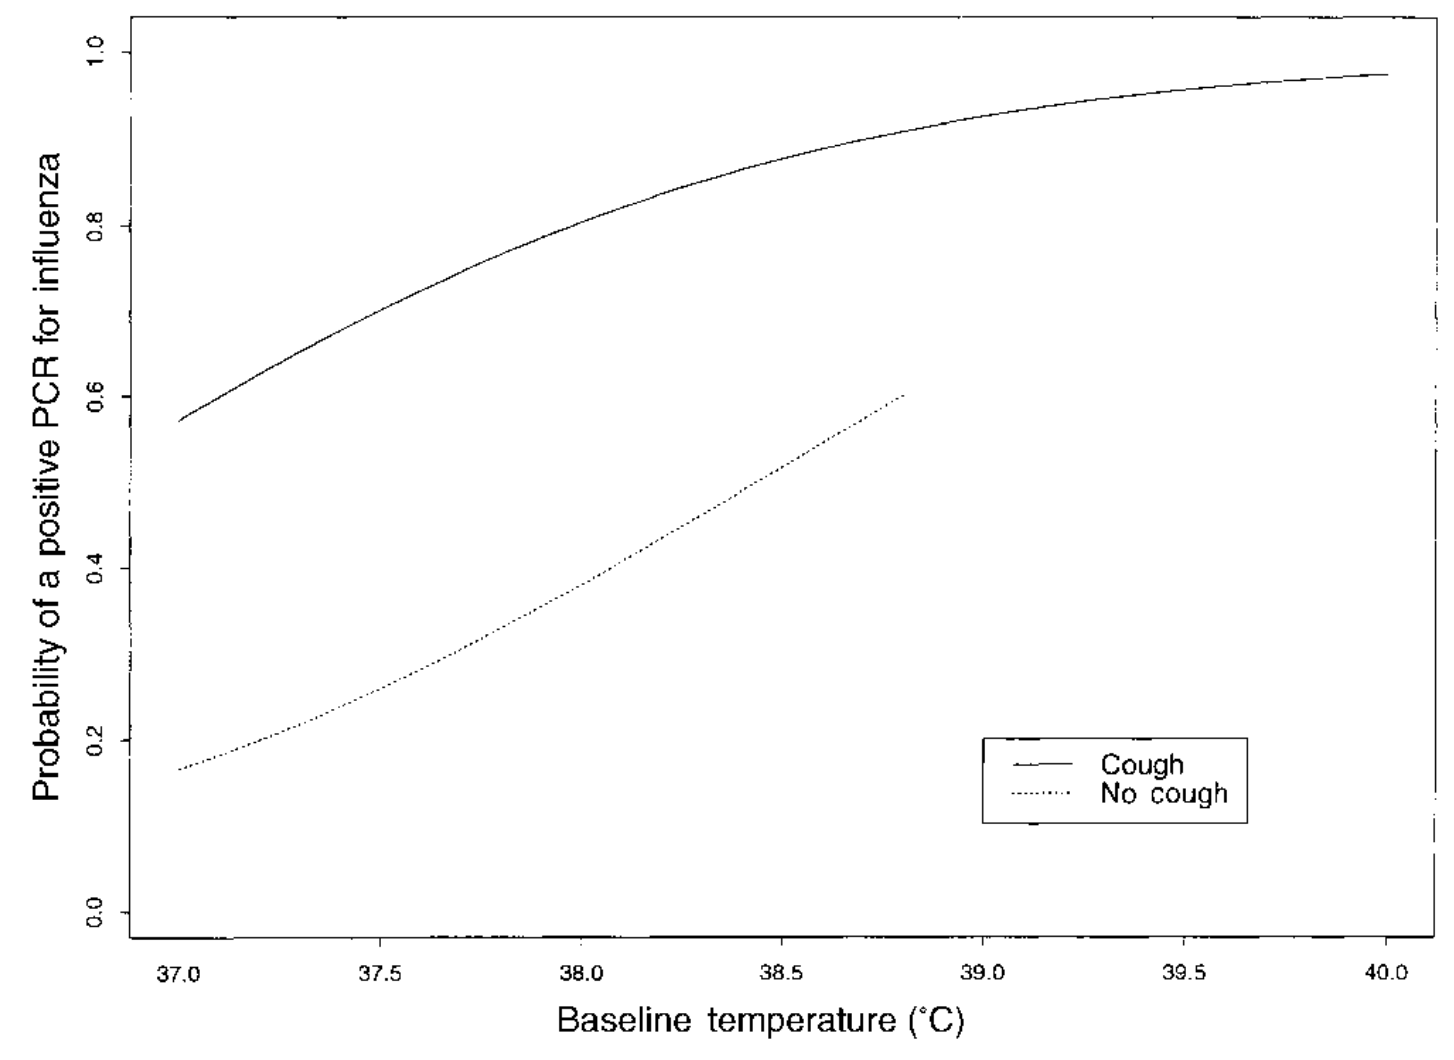 Probability of a positive PCR for influenza
1.0
0.8
0.6
0.4
0.2
0.0
Cough
No cough
37.0 37.5 38.0 38.5 39.0 39.5 40.0
Baseline temperature (°C)